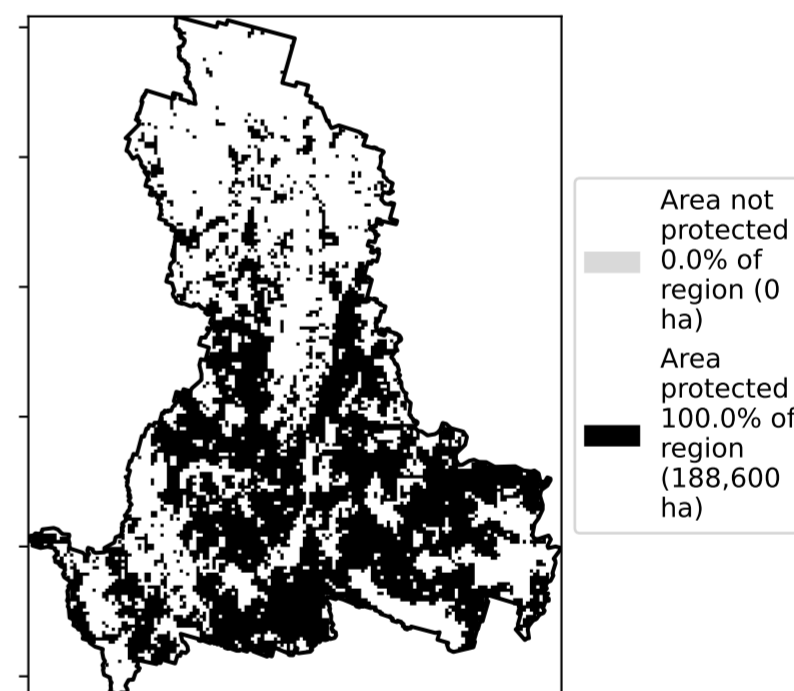 Area not
protected
0.0% of
region (0
ha)
Area
protected
100.0% of
region
(188,600
ha)